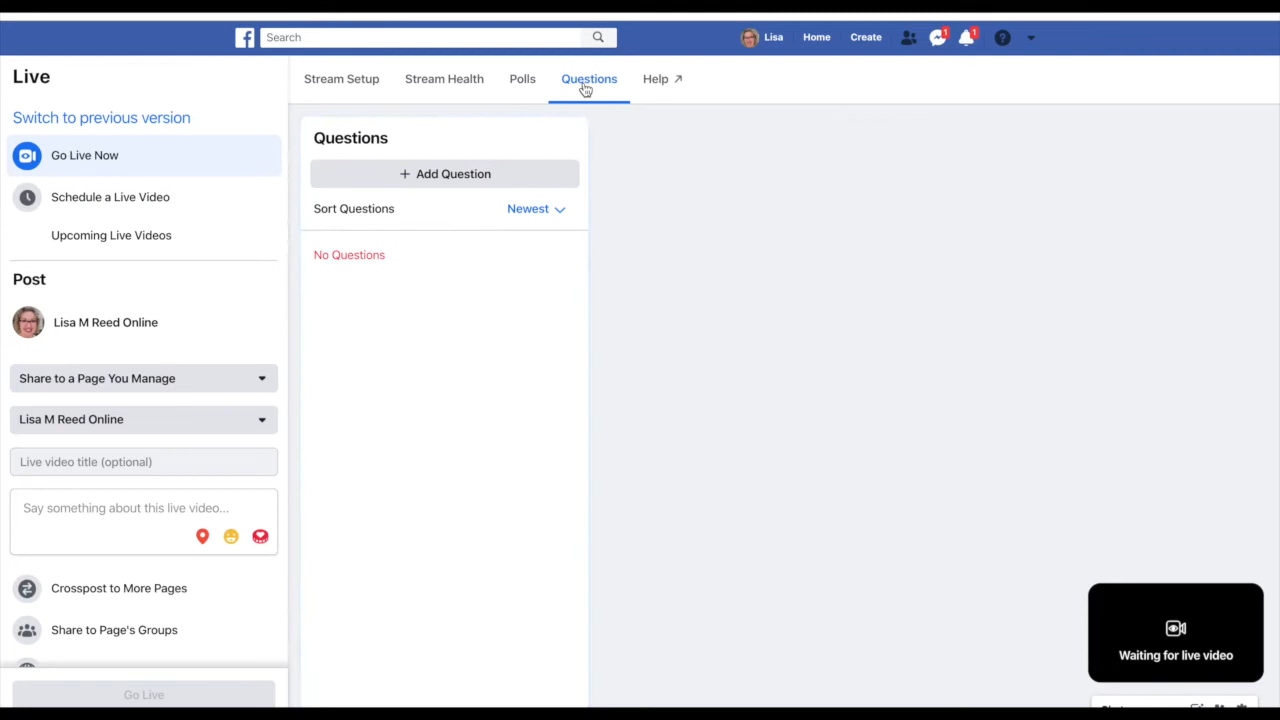 Search
Lisa
Home
Create
1
1
Live
Switch to previous version
Go Live Now
Schedule a Live Video
Upcoming Live Videos
Post
Lisa M Reed Online
Share to a Page You Manage
Lisa M Reed Online
Live video title (optional)
Say something about this live video...
Crosspost to More Pages
Share to Page's Groups
Go Live
Stream Setup
Stream Health
Polls
Questions
Help
Questions
+ Add Question
Sort Questions
Newest
No Questions
Waiting for live video